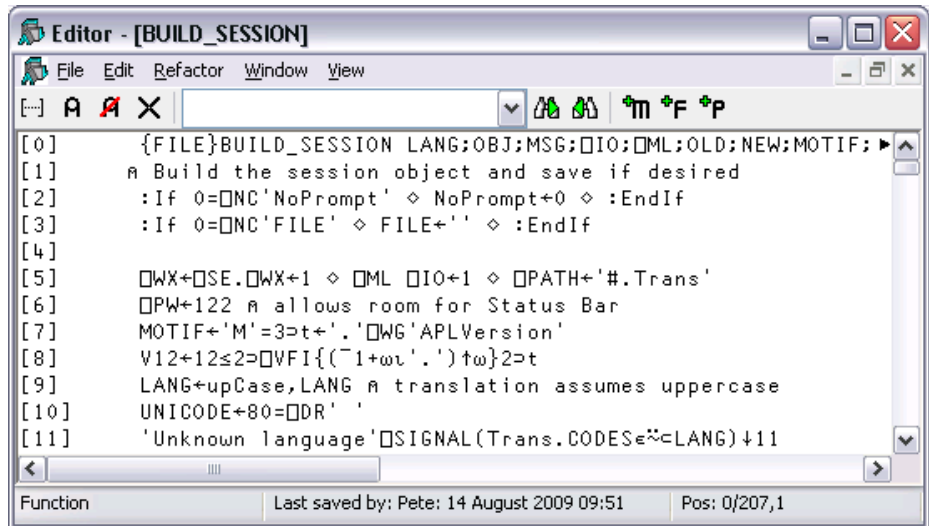 Editor - [BUILD_SESSION]
File Edit Refactor Window View
[0] {FILE}BUILD_SESSION LANG;OBJ;MSG;⎕IO;⎕ML;OLD;NEW;MOTIF;
[1] ⍝ Build the session object and save if desired
[2] :If 0=⎕NC'NoPrompt' ⋄ NoPrompt←0 ⋄ :EndIf
[3] :If 0=⎕NC'FILE' ⋄ FILE←'' ⋄ :EndIf
[4]
[5] ⎕WX←⎕SE.⎕WX←1 ⋄ ⎕ML ⎕IO←1 ⋄ ⎕PATH←'#.Trans'
[6] ⎕PW←122 ⍝ allows room for Status Bar
[7] MOTIF←'M'=3⊃t←'.'⎕WG'APLVersion'
[8] V12←12≤2⊃⎕VFI{(¯1+⍵⍳'.')↑⍵}2⊃t
[9] LANG←upCase,LANG ⍝ translation assumes uppercase
[10] UNICODE←80=⎕DR' '
[11] 'Unknown language'⎕SIGNAL(Trans.CODES∊⍨⊂LANG)↓11
Function Last saved by: Pete: 14 August 2009 09:51 Pos: 0/207,1